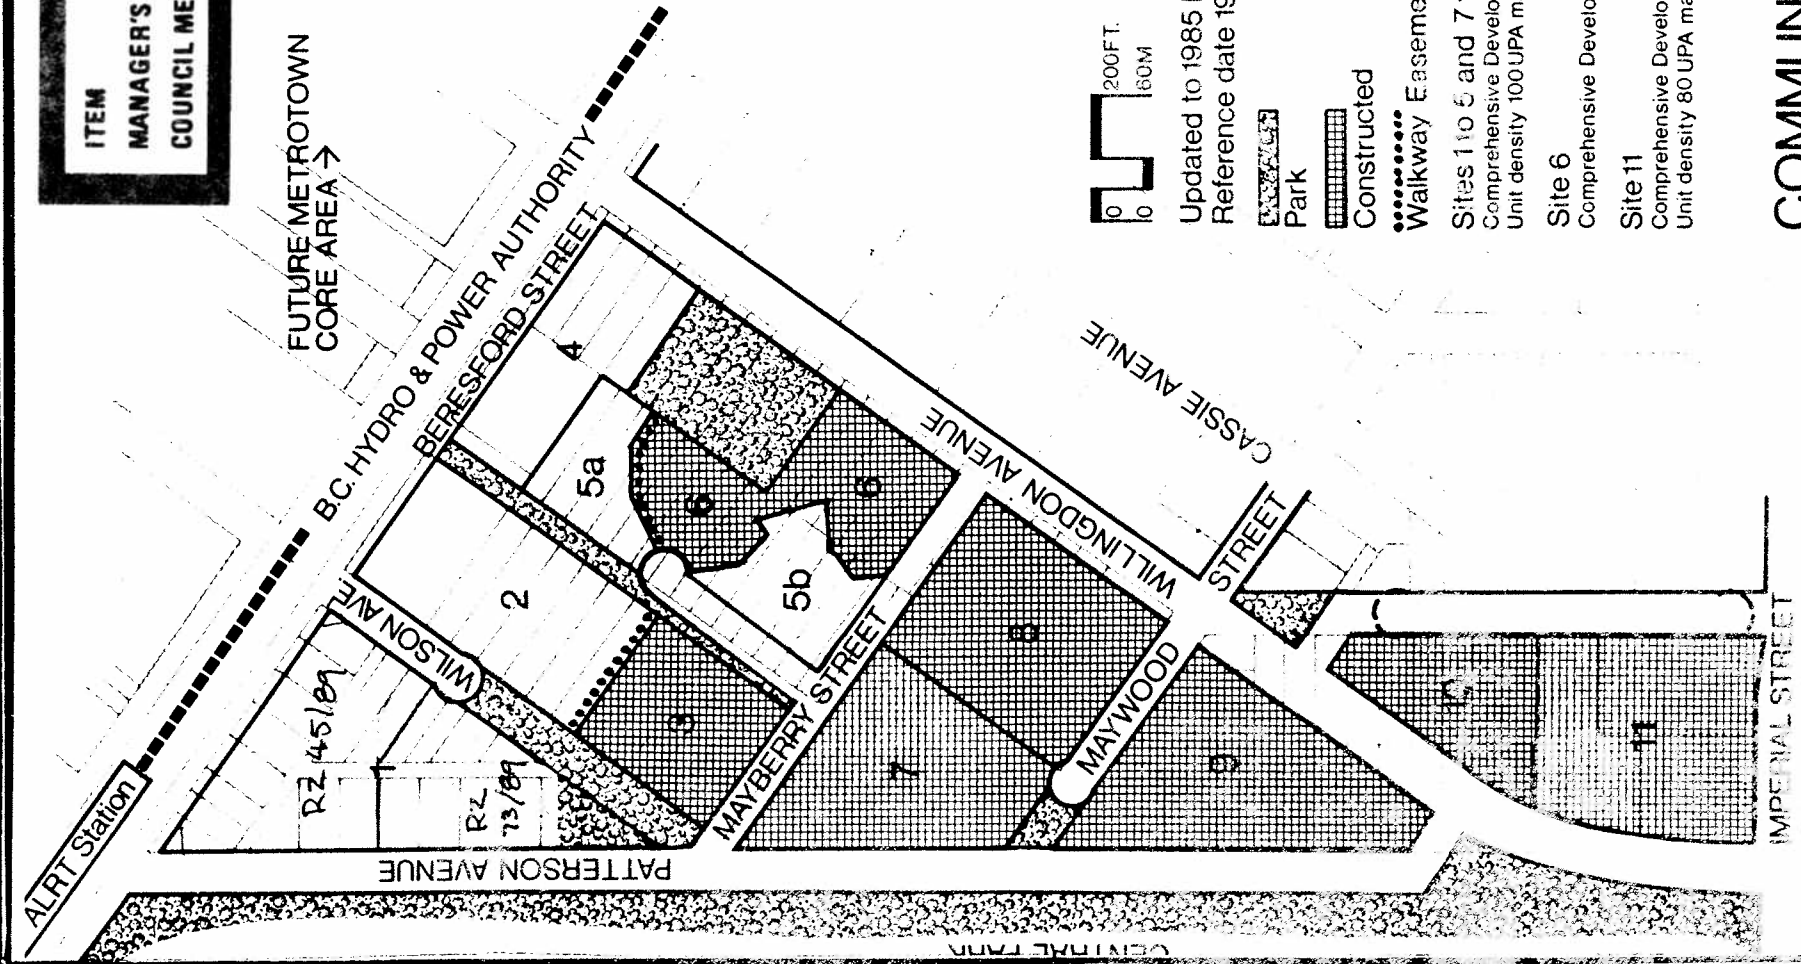 ITEM
MANAGER'S
COUNCIL ME
FUTURE METROTOWN
CORE AREA →
ALRT Station
B.C. HYDRO & POWER AUTHORITY
BERESFORD STREET
WILSON AVE
PATTERSON AVENUE
MAYBERRY STREET
WILLINGDON AVENUE
AVENUE
CASSIE AVENUE
MAYWOOD
STREET
IMPERIAL STREET
CENTRAL PARK
RZ 45/89
1
RZ
73/89
2
3
4
5a
5b
6
6
7
8
9
11
0 200FT.
0 60M
Updated to 1985
Reference date 19
Park
Constructed
Walkway Easeme
Sites 1 to 5 and 7
Comprehensive Develo
Unit density 100 UPA m
Site 6
Comprehensive Develo
Site 11
Comprehensive Develo
Unit density 80 UPA ma